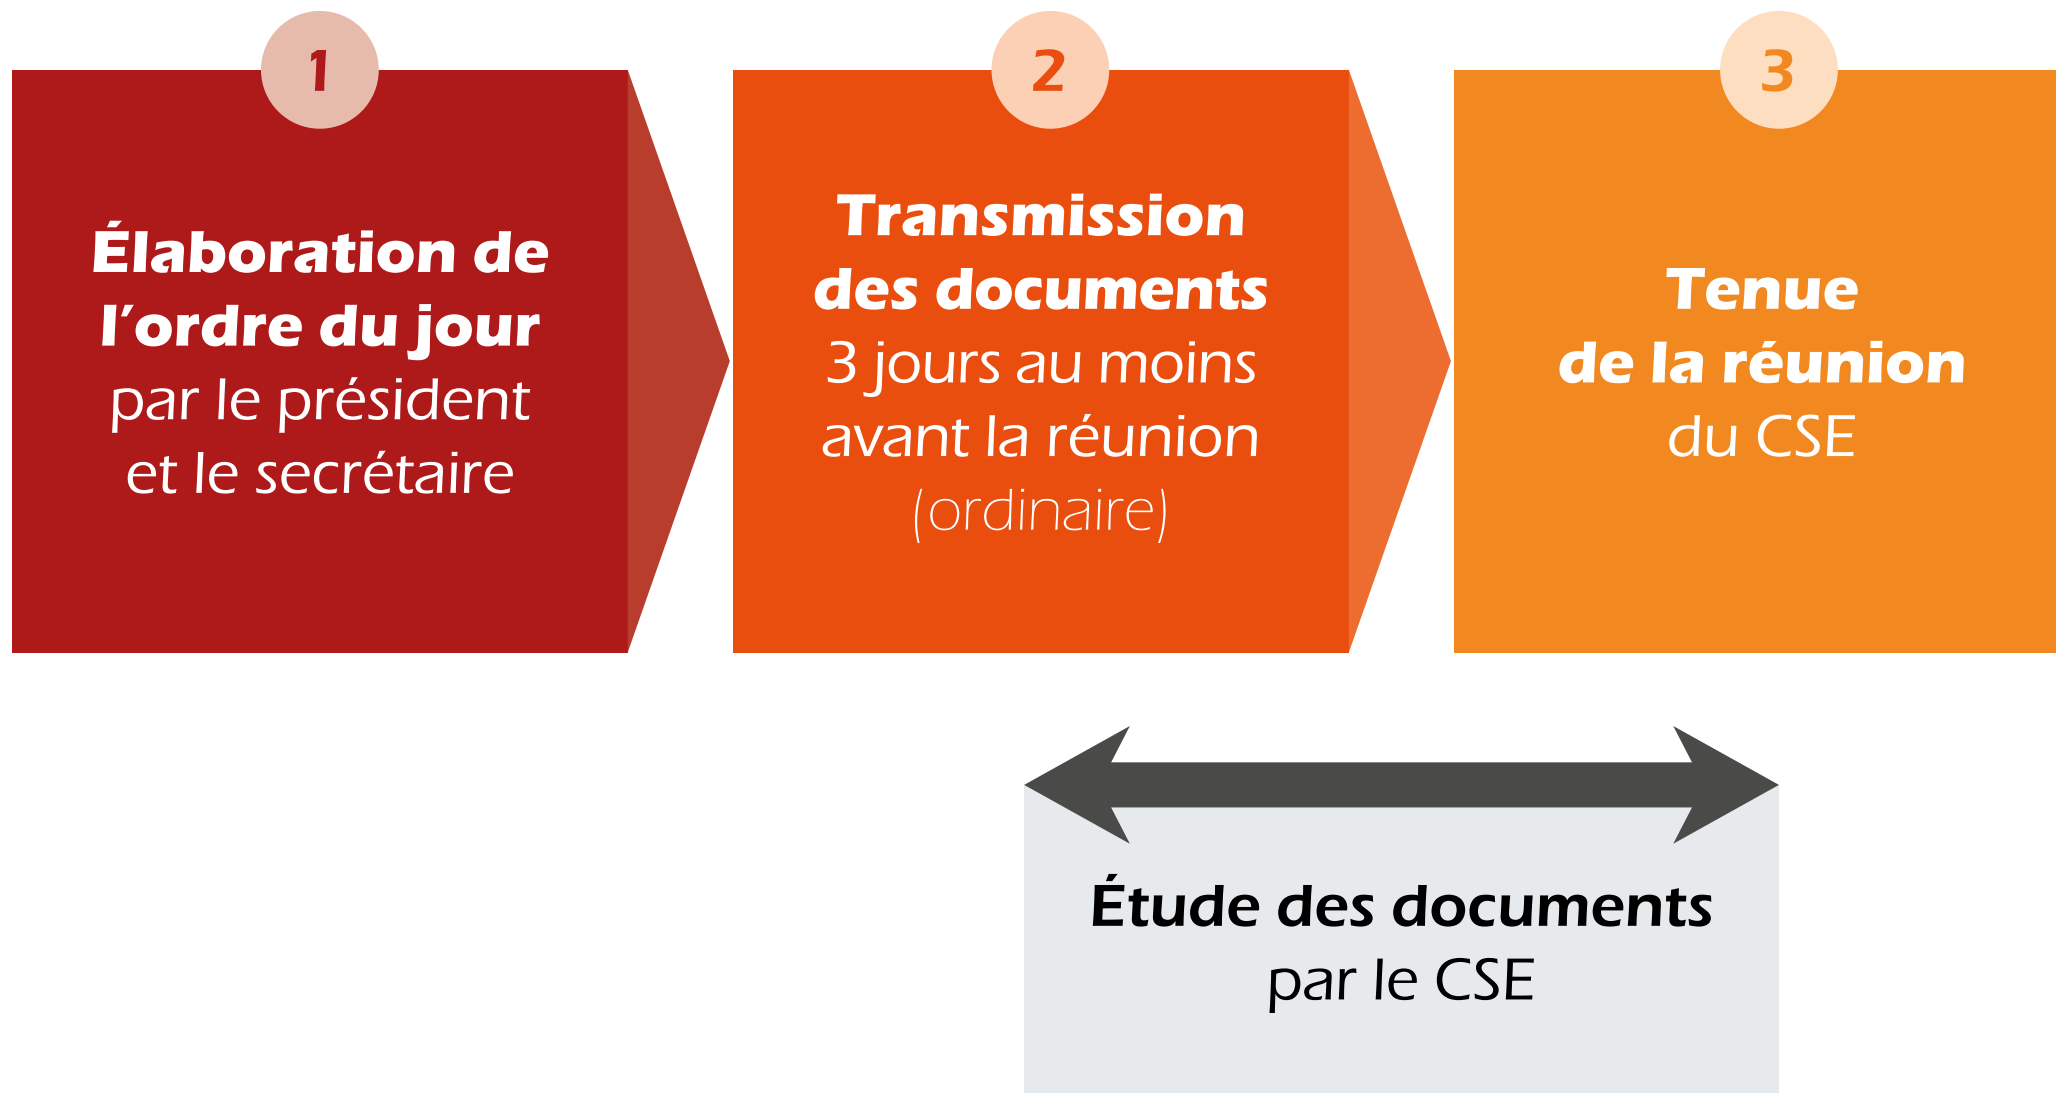 1
Élaboration de
l’ordre du jour
par le président
et le secrétaire
2
Transmission
des documents
3 jours au moins
avant la réunion
(ordinaire)
3
Tenue
de la réunion
du CSE
Étude des documents
par le CSE